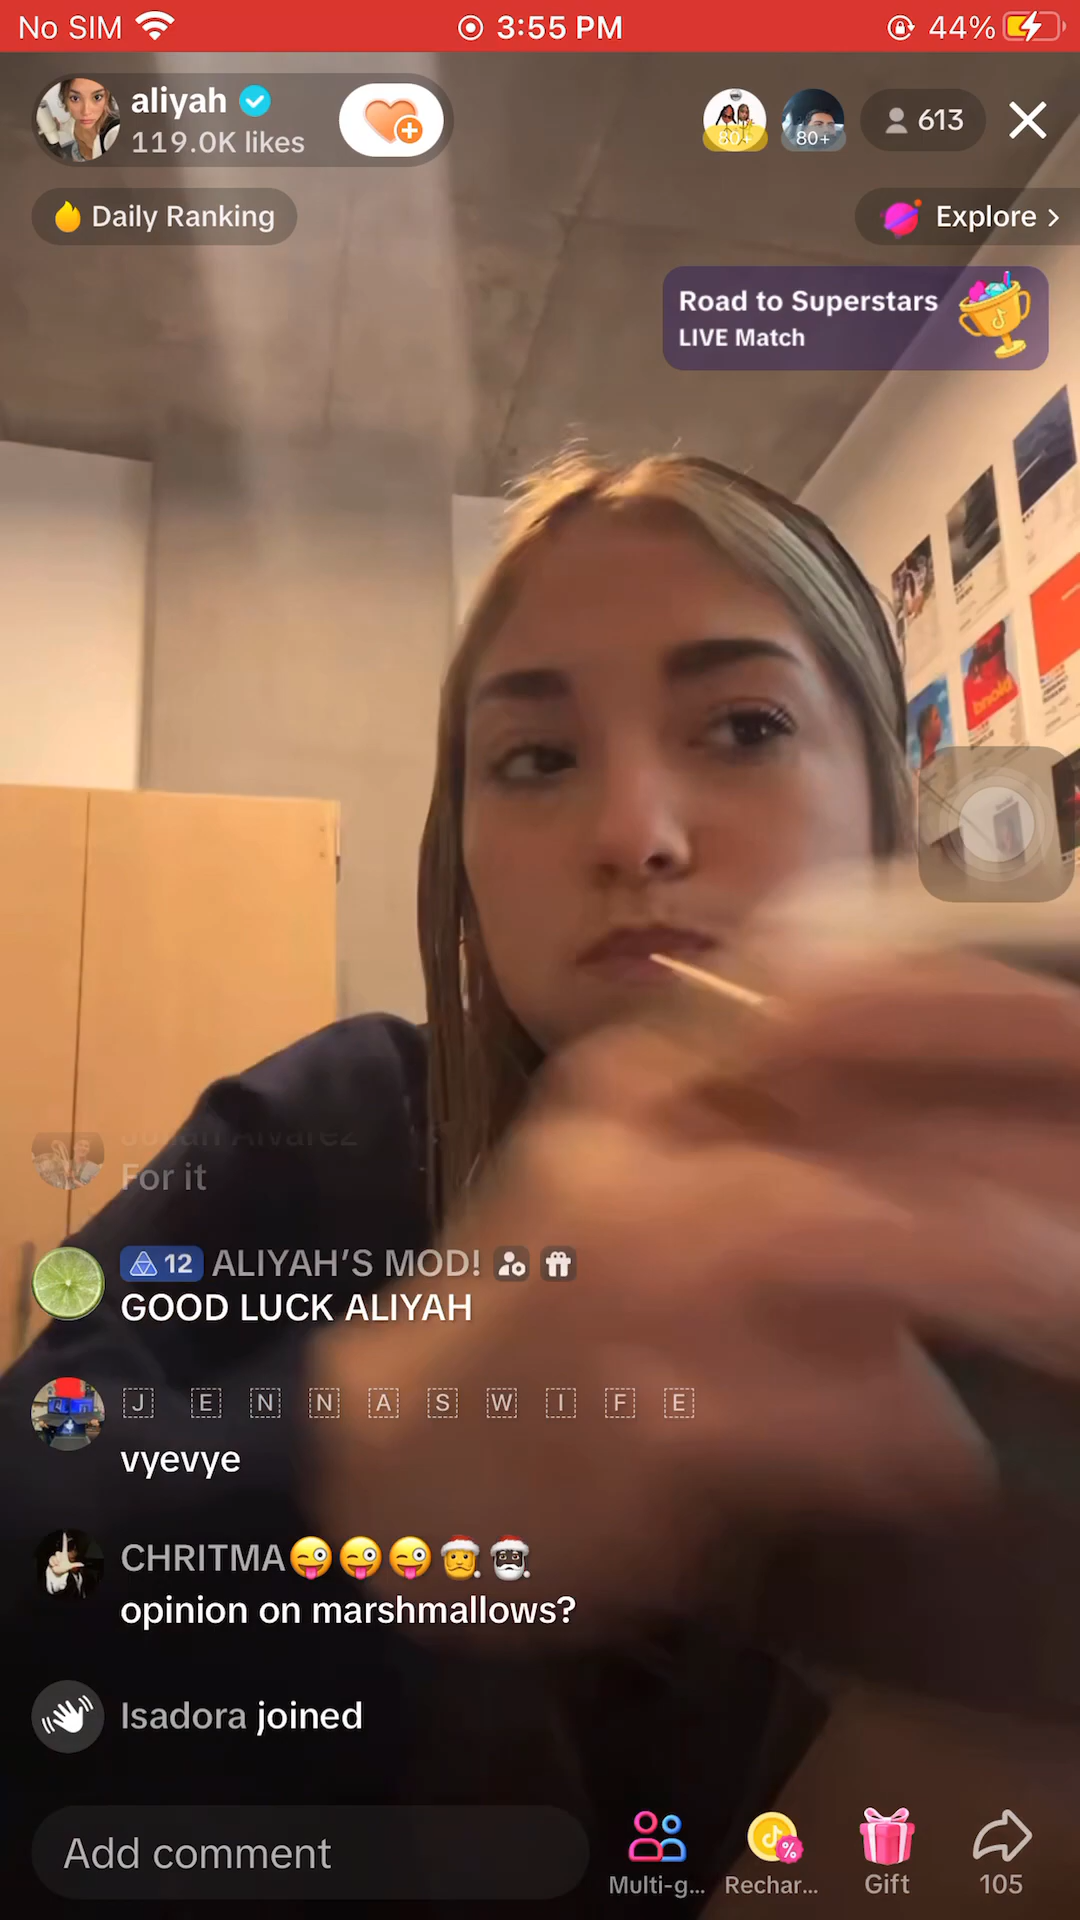 No SIM 3:55 PM 44%
aliyah
119.0K likes
80+ 80+ 613
Daily Ranking
Explore >
Road to Superstars
LIVE Match
For it
12 ALIYAH'S MOD!
GOOD LUCK ALIYAH
J E N N A S W I F E
vyevye
CHRITMA😜😜😜🎅🎅🏿
opinion on marshmallows?
Isadora joined
Add comment
Multi-g... Rechar... Gift 105